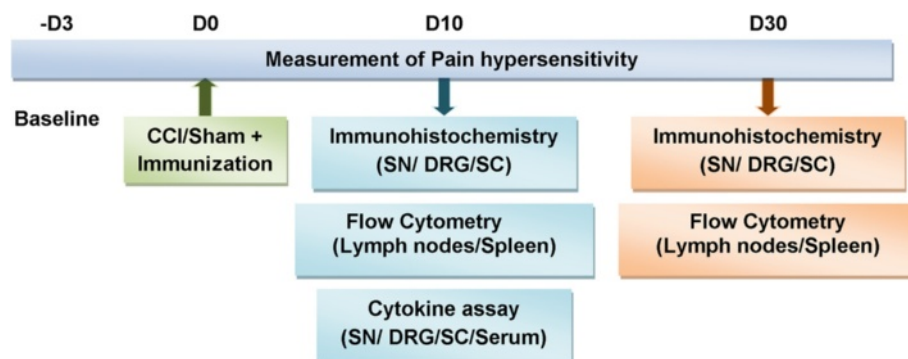 -D3 D0 D10 D30
Measurement of Pain hypersensitivity
Baseline
CCI/Sham +
Immunization
Immunohistochemistry
(SN/ DRG/SC)
Immunohistochemistry
(SN/ DRG/SC)
Flow Cytometry
(Lymph nodes/Spleen)
Flow Cytometry
(Lymph nodes/Spleen)
Cytokine assay
(SN/ DRG/SC/Serum)